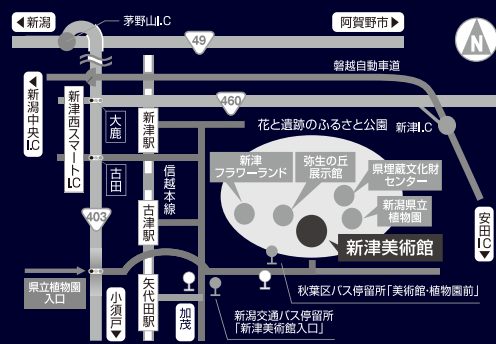 ◀新潟
茅野山I.C
49
阿賀野市▶
N
磐越自動車道
◀新潟中央I.C
新津西スマートI.C
大鹿
古田
新津駅
460
花と遺跡のふるさと公園
新津I.C
信越本線
新津
フラワーランド
弥生の丘
展示館
県埋蔵文化財
センター
新潟県立
植物園
403
古津駅
新津美術館
安田I.C▼
県立植物園
入口
小須戸▼
矢代田駅
加茂
秋葉区バス停留所「美術館・植物園前」
新潟交通バス停留所
「新津美術館入口」